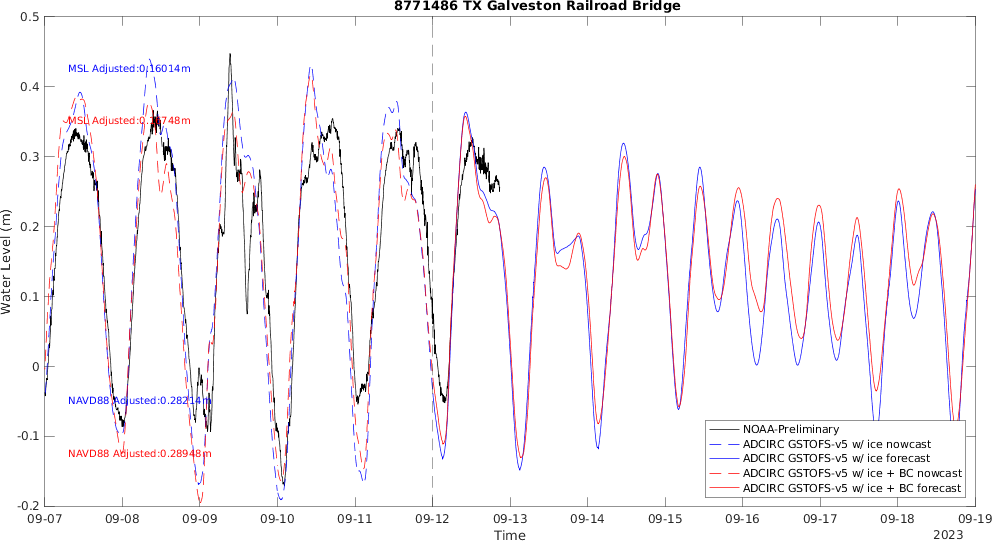 8771486 TX Galveston Railroad Bridge
0.5
0.4
0.3
0.2
0.1
0
-0.1
-0.2
Water Level (m)
MSL Adjusted:0.16014m
MSL Adjusted:
NAVD88 Adjusted:0.28214m
NAVD88 Adjusted:0.28948m
NOAA-Preliminary
ADCIRC GSTOFS-v5 w/ ice nowcast
ADCIRC GSTOFS-v5 w/ ice forecast
ADCIRC GSTOFS-v5 w/ ice + BC nowcast
ADCIRC GSTOFS-v5 w/ ice + BC forecast
09-07 09-08 09-09 09-10 09-11 09-12 09-13 09-14 09-15 09-16 09-17 09-18 09-19
Time
2023